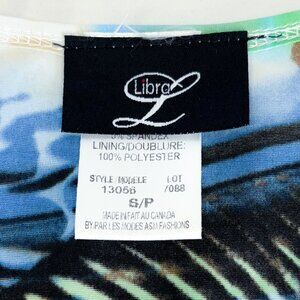 Libra
L
5% SPANDEX
LINING/DOUBLURE:
100% POLYESTER
STYLE/MODELE LOT
13056 7088
S/P
MADE IN/FAIT AU CANADA
BY-PAR LES MODES ASM FASHIONS